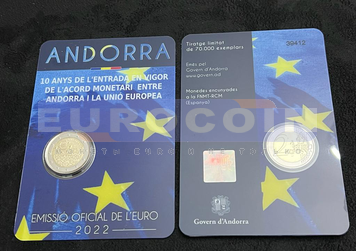 ANDORRA
10 ANYS DE L'ENTRADA EN VIGOR
DE L'ACORD MONETARI ENTRE
ANDORRA I LA UNIÓ EUROPEA
EMISSIÓ OFICIAL DE L'EURO
2022
Tiratge limitat
de 70.000 exemplars
39412
Emès pel
Govern d'Andorra
www.govern.ad
Monedes encunyades
a la FNMT-RCM
(Espanya)
Govern d'Andorra
EUROCOIN